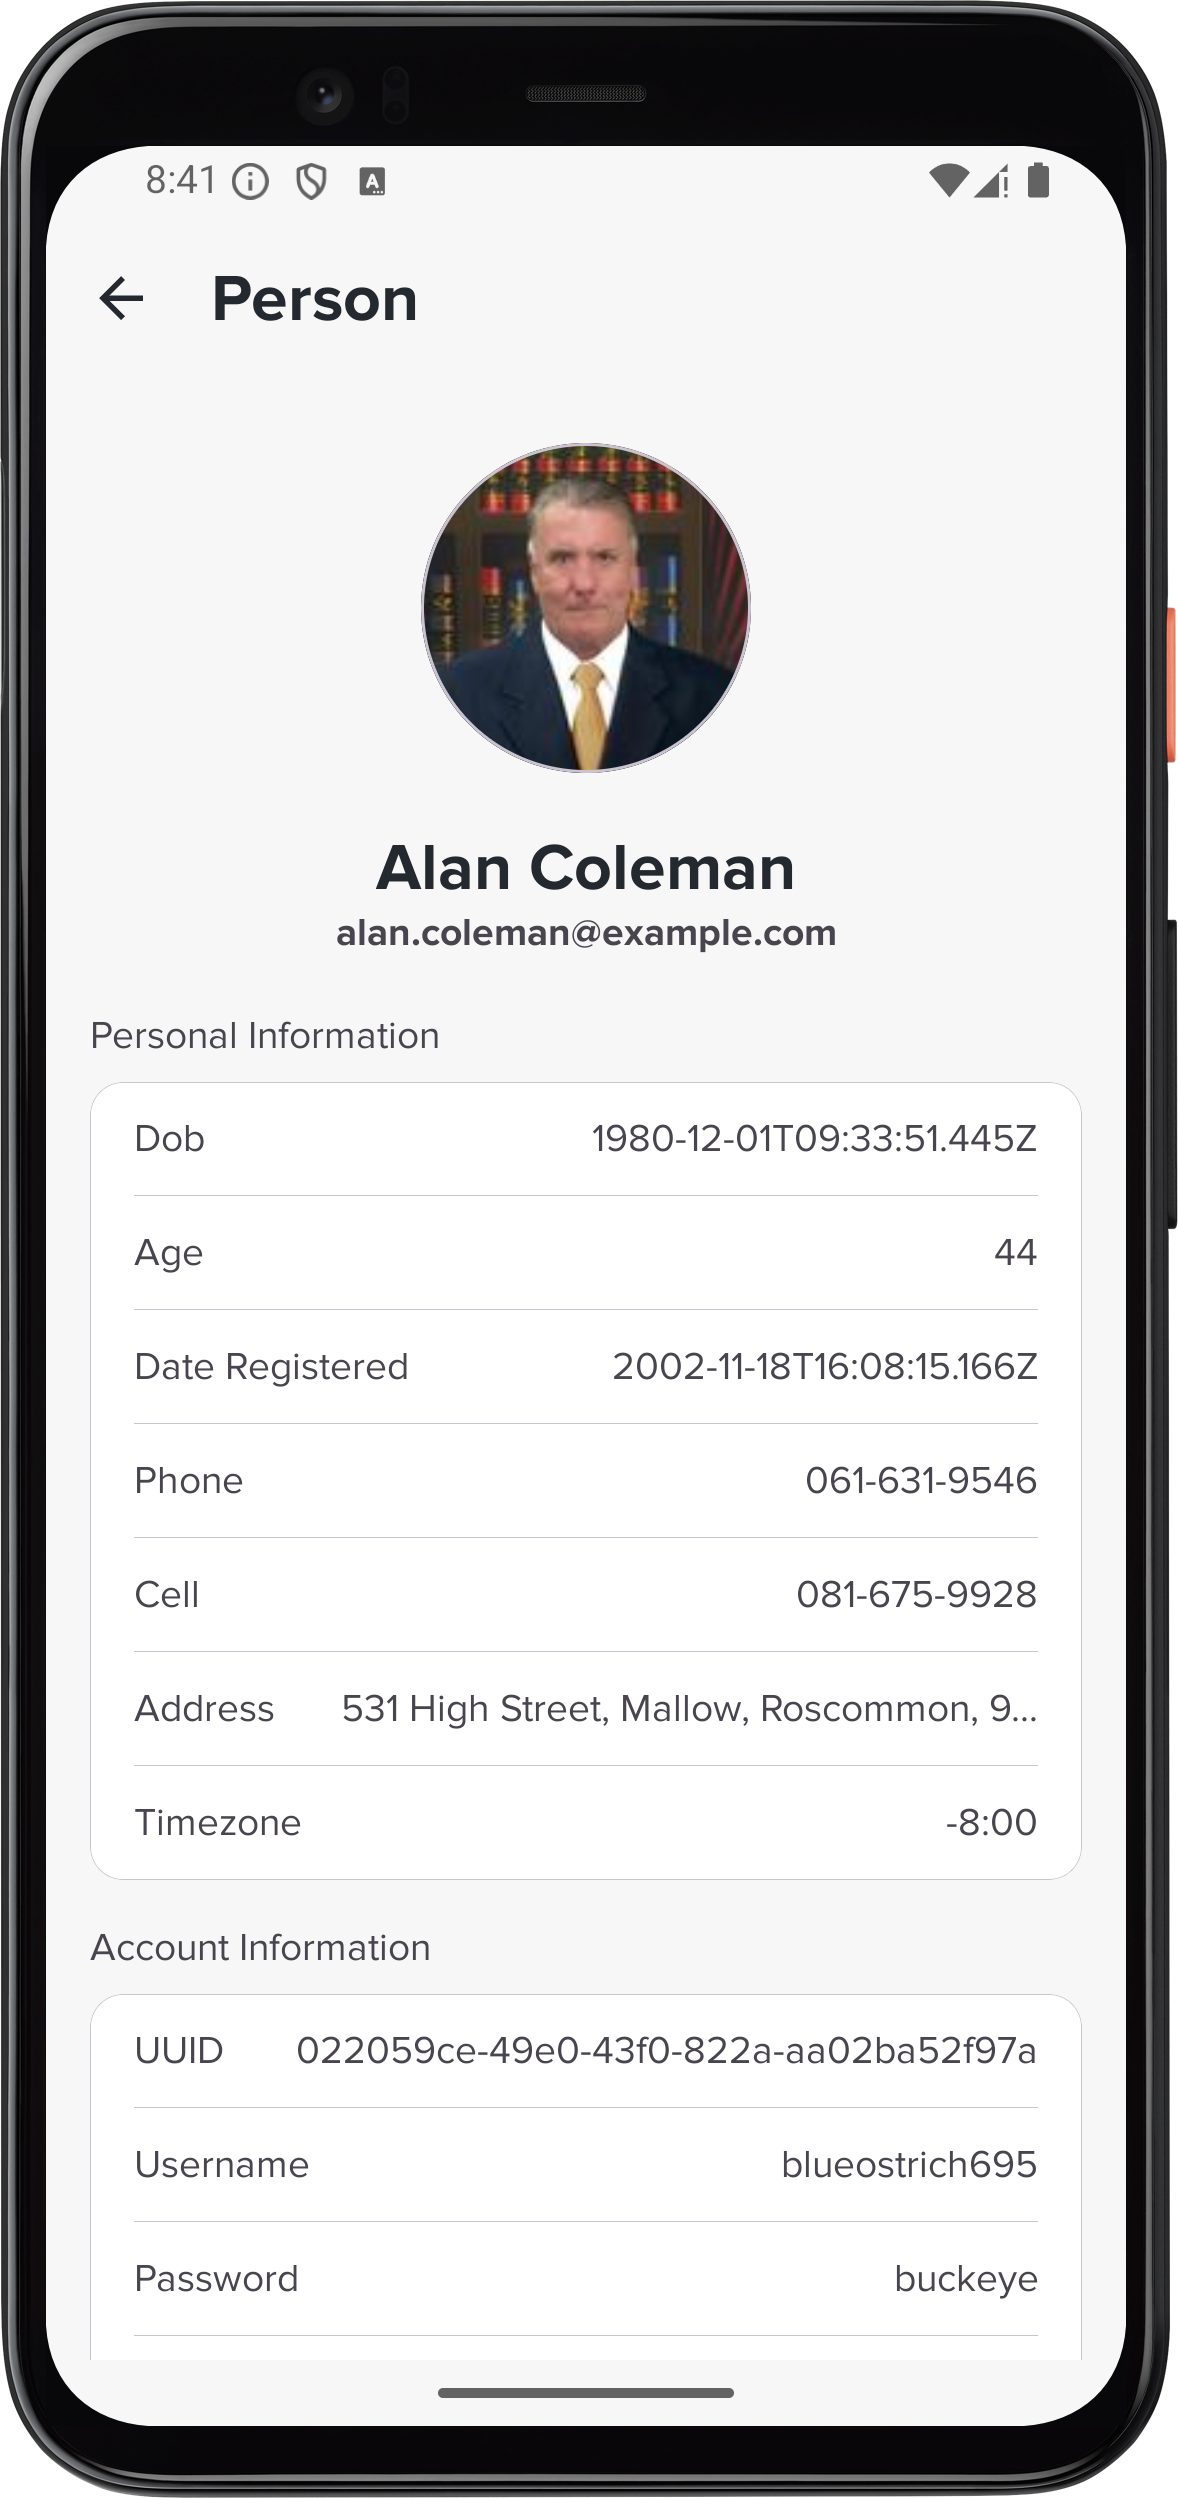 8:41
Person
Alan Coleman
alan.coleman@example.com
Personal Information
Dob 1980-12-01T09:33:51.445Z
Age 44
Date Registered 2002-11-18T16:08:15.166Z
Phone 061-631-9546
Cell 081-675-9928
Address 531 High Street, Mallow, Roscommon, 9...
Timezone -8:00
Account Information
UUID 022059ce-49e0-43f0-822a-aa02ba52f97a
Username blueostrich695
Password buckeye